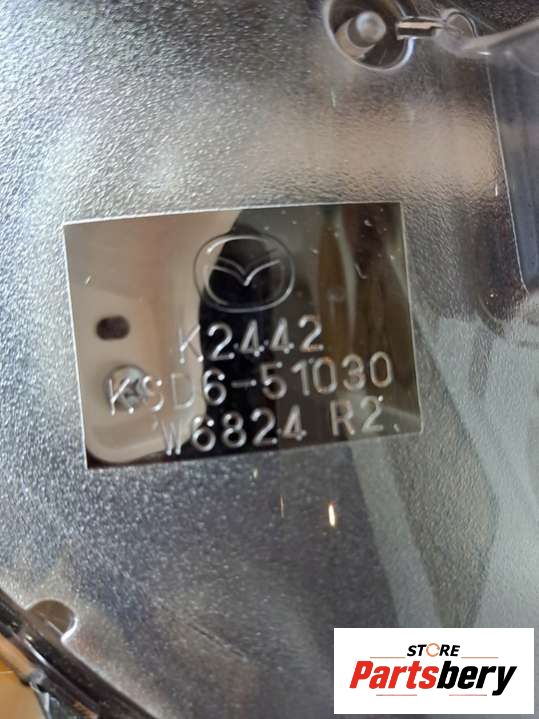 K2442
KSD6-51030
W6824 R2
STORE
Partsbery